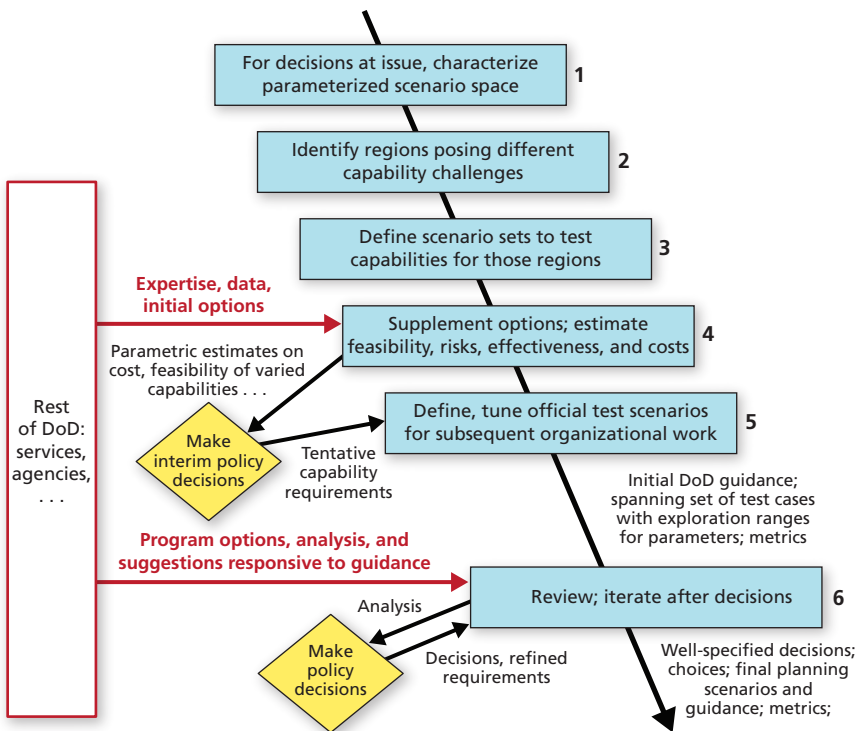 For decisions at issue, characterize
parameterized scenario space
1
Identify regions posing different
capability challenges
2
Define scenario sets to test
capabilities for those regions
3
Expertise, data,
initial options
Supplement options; estimate
feasibility, risks, effectiveness, and costs
4
Parametric estimates on
cost, feasibility of varied
capabilities . . .
Rest
of DoD:
services,
agencies,
. . .
Make
interim policy
decisions
Tentative
capability
requirements
Define, tune official test scenarios
for subsequent organizational work
5
Initial DoD guidance;
spanning set of test cases
with exploration ranges
for parameters; metrics
Program options, analysis, and
suggestions responsive to guidance
Review; iterate after decisions
6
Analysis
Make
policy
decisions
Decisions, refined
requirements
Well-specified decisions;
choices; final planning
scenarios and
guidance; metrics;